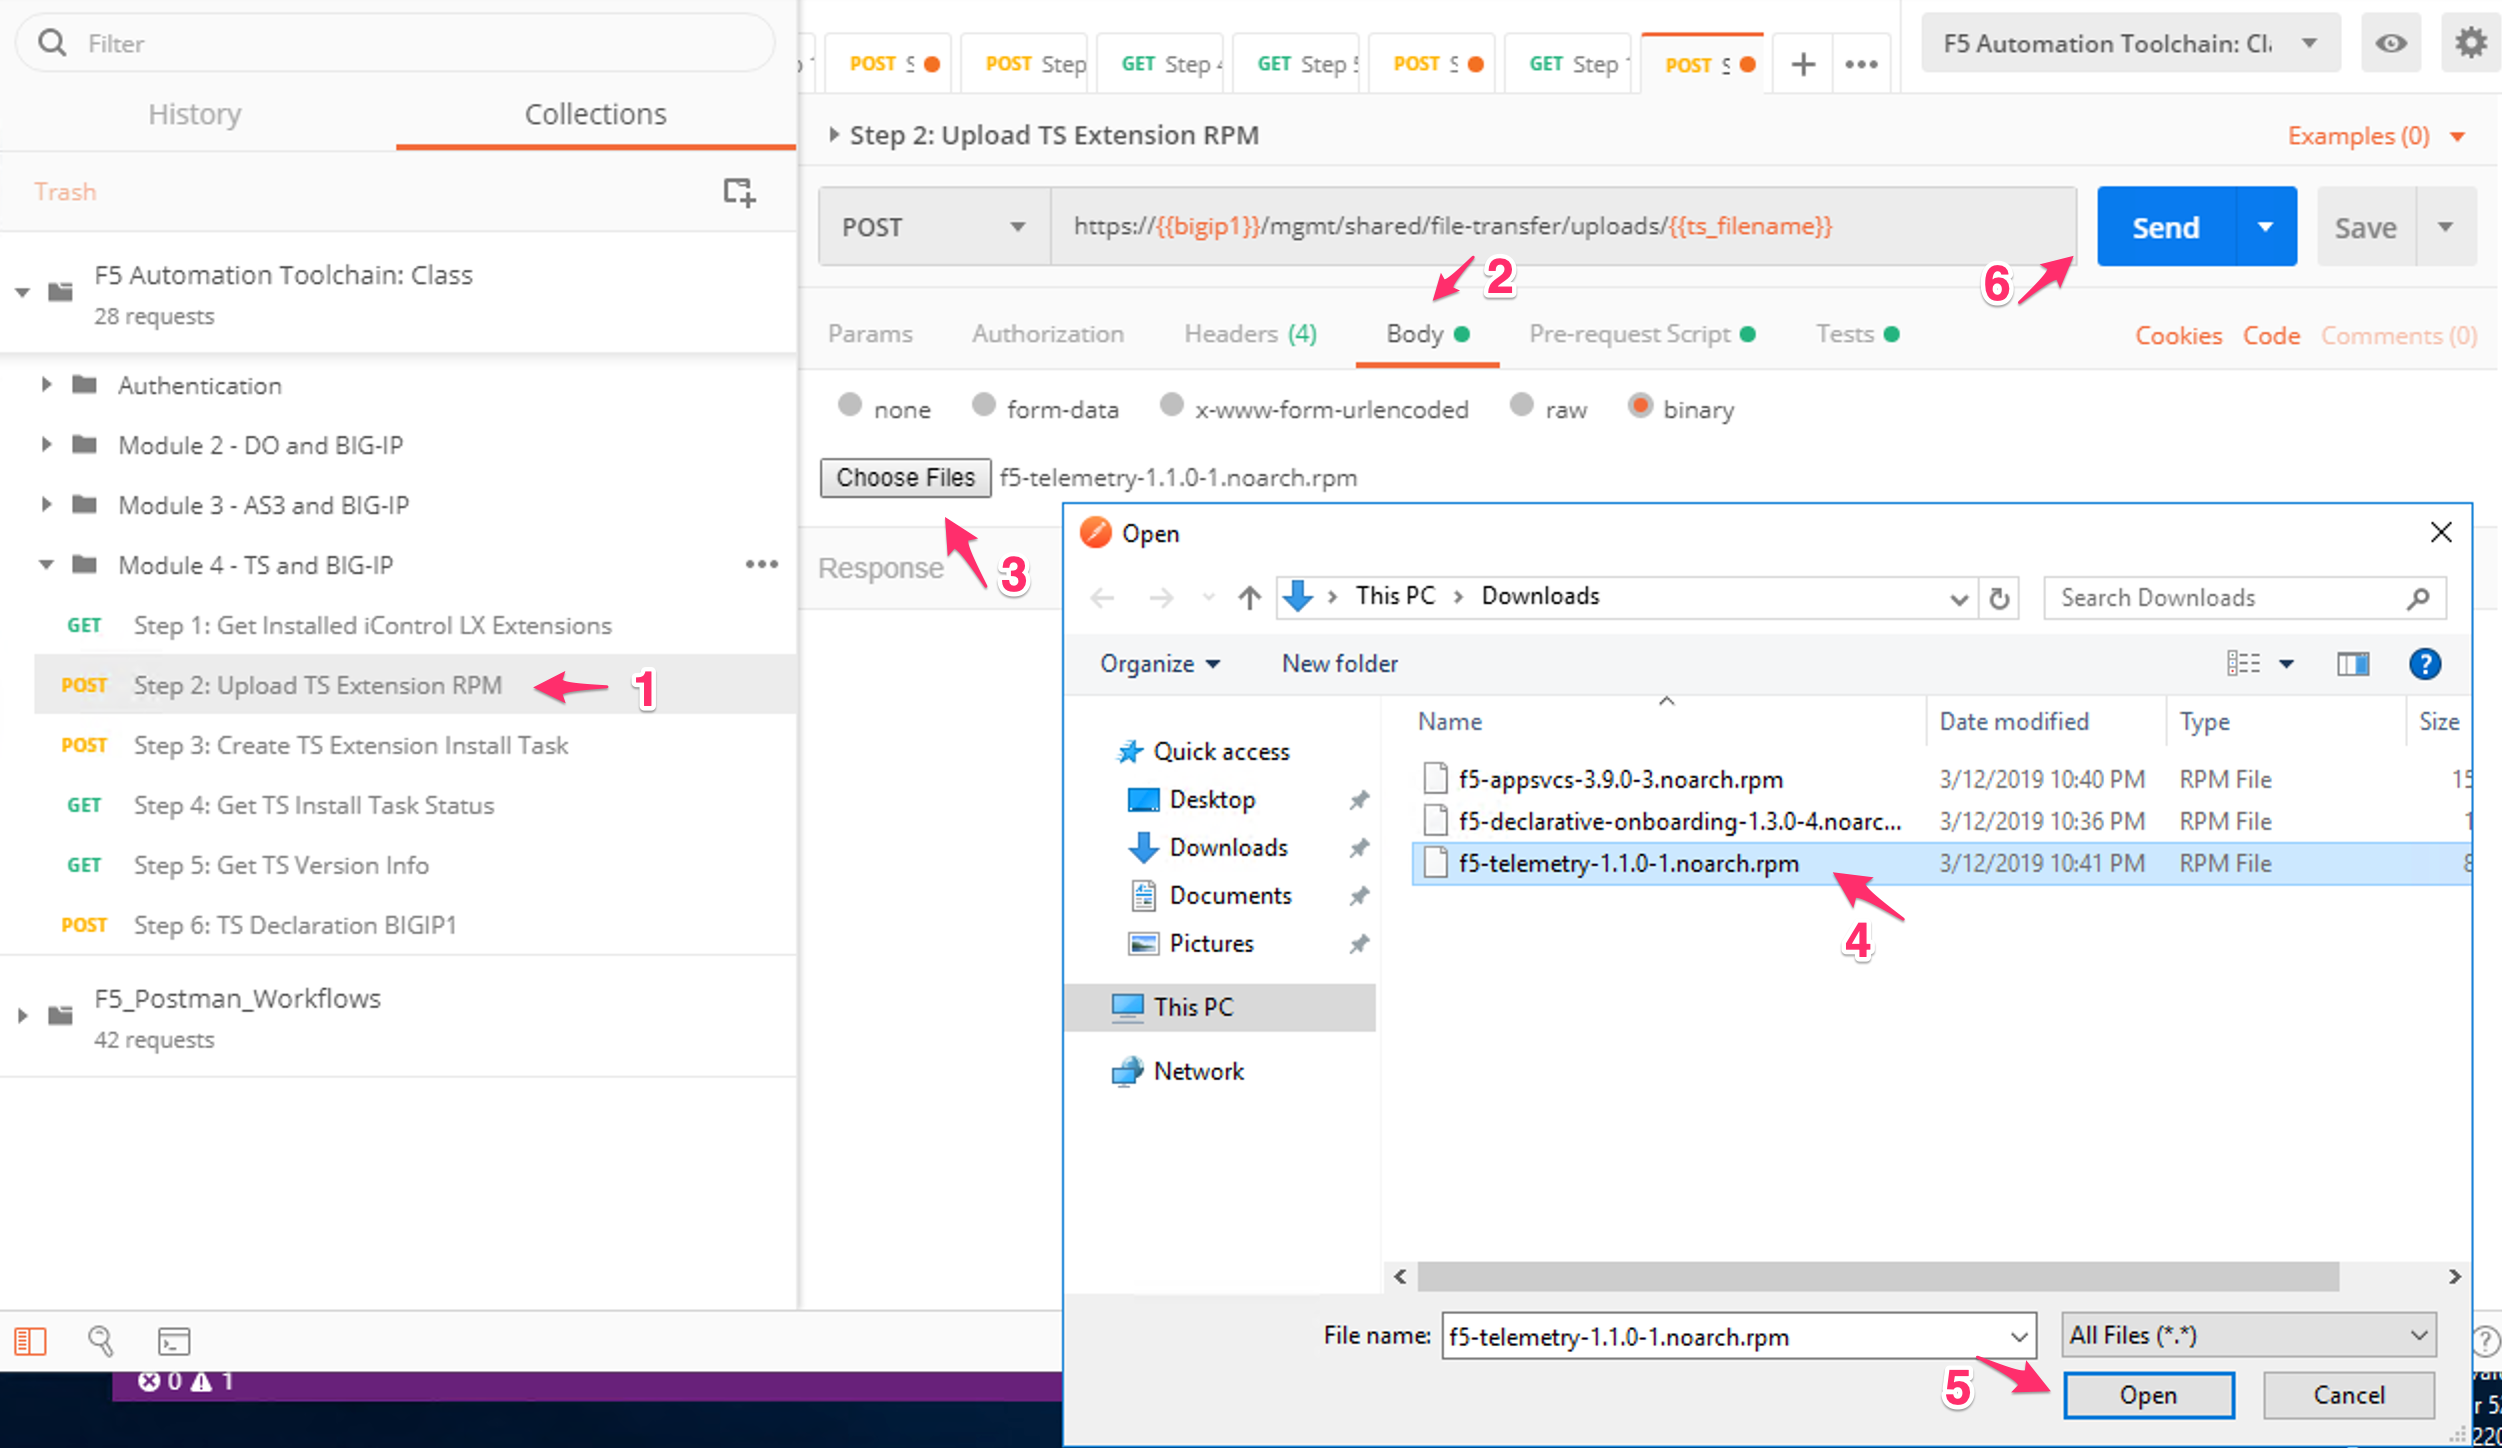 Filter
History
Collections
Trash
F5 Automation Toolchain: Class
28 requests
Authentication
Module 2 - DO and BIG-IP
Module 3 - AS3 and BIG-IP
Module 4 - TS and BIG-IP
GET Step 1: Get Installed iControl LX Extensions
POST Step 2: Upload TS Extension RPM
1
POST Step 3: Create TS Extension Install Task
GET Step 4: Get TS Install Task Status
GET Step 5: Get TS Version Info
POST Step 6: TS Declaration BIGIP1
F5_Postman_Workflows
42 requests
0 1
POST S POST Step GET Step 4 GET Step 5 POST S GET Step 1 POST S
F5 Automation Toolchain: Cl
Step 2: Upload TS Extension RPM
Examples (0)
POST
https://{{bigip1}}/mgmt/shared/file-transfer/uploads/{{ts_filename}}
Send
Save
2
6
Params Authorization Headers (4) Body Pre-request Script Tests
Cookies Code Comments (0)
none form-data x-www-form-urlencoded raw binary
Choose Files f5-telemetry-1.1.0-1.noarch.rpm
3
Response
Open
This PC > Downloads
Search Downloads
Organize New folder
?
Quick access
Desktop
Downloads
Documents
Pictures
This PC
Network
Name Date modified Type Size
f5-appsvcs-3.9.0-3.noarch.rpm 3/12/2019 10:40 PM RPM File 15
f5-declarative-onboarding-1.3.0-4.noarc... 3/12/2019 10:36 PM RPM File 1
f5-telemetry-1.1.0-1.noarch.rpm 3/12/2019 10:41 PM RPM File 8
4
File name: f5-telemetry-1.1.0-1.noarch.rpm
All Files (*.*)
5
Open
Cancel
?
r 5
220